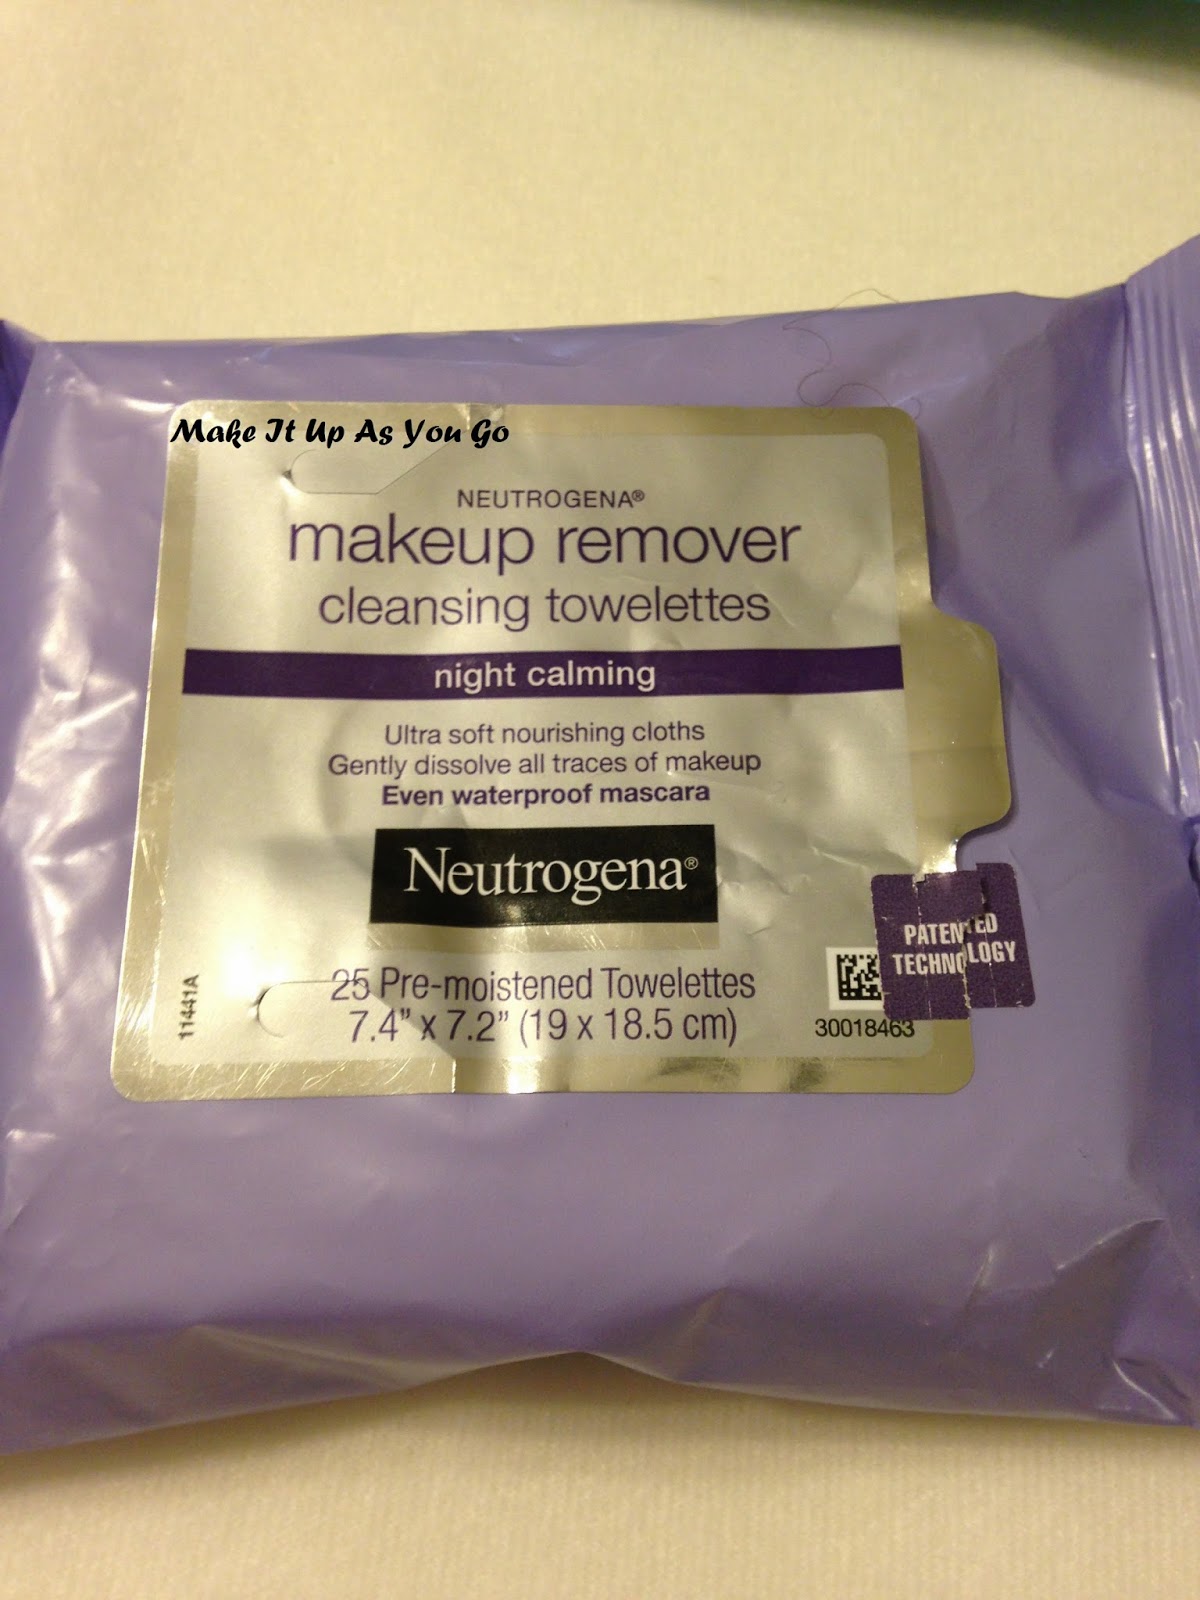 Make It Up As You Go
NEUTROGENA®
makeup remover
cleansing towelettes
night calming
Ultra soft nourishing cloths
Gently dissolve all traces of makeup
Even waterproof mascara
Neutrogena®
25 Pre-moistened Towelettes
7.4" x 7.2" (19 x 18.5 cm)
11441A
PATENTED
TECHNOLOGY
30018463